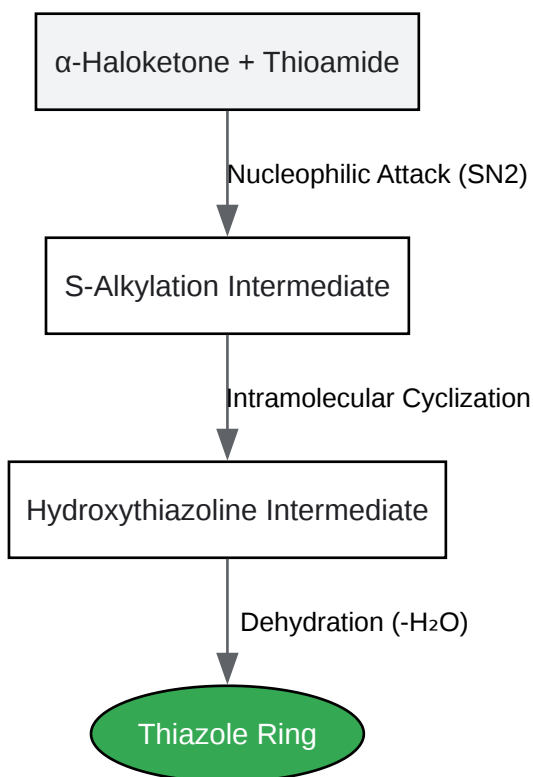 α-Haloketone + Thioamide
Nucleophilic Attack (SN2)
S-Alkylation Intermediate
Intramolecular Cyclization
Hydroxythiazoline Intermediate
Dehydration (-H₂O)
Thiazole Ring